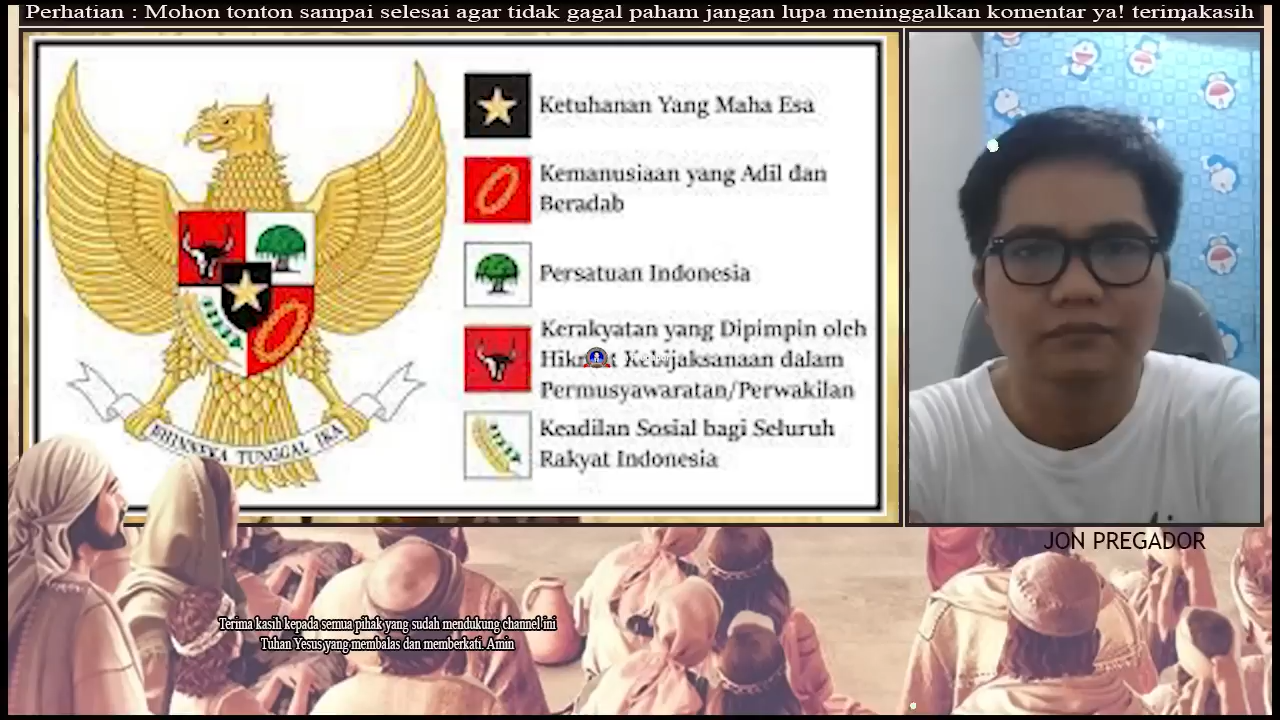 Perhatian : Mohon tonton sampai selesai agar tidak gagal paham jangan lupa meninggalkan komentar ya! terimakasih
Ketuhanan Yang Maha Esa
Kemanusiaan yang Adil dan
Beradab
Persatuan Indonesia
Kerakyatan yang Dipimpin oleh
Hikmat Kebijaksanaan dalam
Permusyawaratan/Perwakilan
Keadilan Sosial bagi Seluruh
Rakyat Indonesia
BHINNEKA TUNGGAL IKA
JON PREGADOR
Terima kasih kepada semua pihak yang sudah mendukung channel ini
Tuhan Yesus yang membalas dan memberkati. Amin